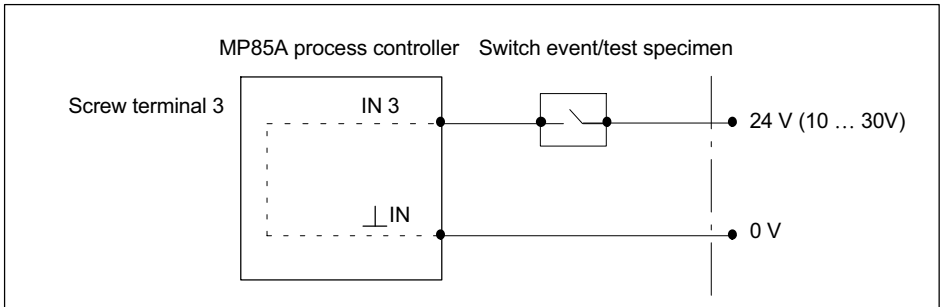 MP85A process controller Switch event/test specimen
Screw terminal 3 IN 3
24 V (10 … 30V)
⊥ IN
0 V